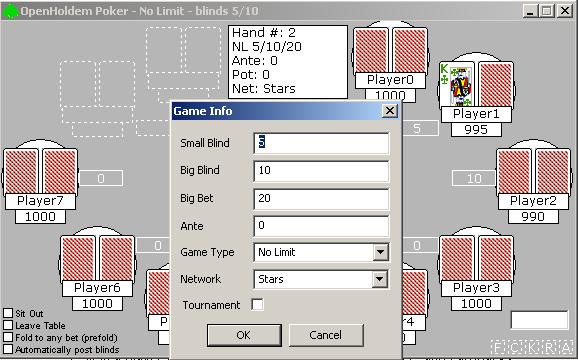 OpenHoldem Poker - No Limit - blinds 5/10
Hand #: 2
NL 5/10/20
Ante: 0
Pot: 0
Net: Stars
Player0
1000
K
Player1
995
5
Game Info
Small Blind
5
Big Blind
10
Big Bet
20
Ante
0
Game Type
No Limit
Network
Stars
Tournament
OK
Cancel
Player7
1000
0
10
Player2
990
0
Player6
1000
0
Player3
1000
4
Sit Out
Leave Table
Fold to any bet (prefold)
Automatically post blinds
F C K R A